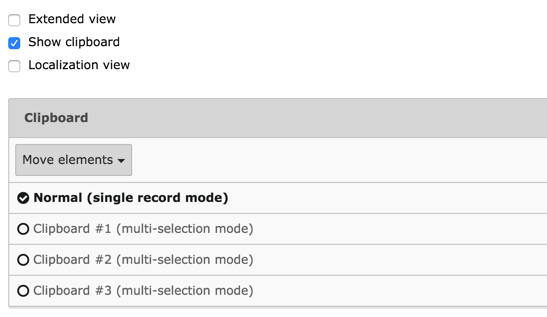 Extended view
Show clipboard
Localization view
Clipboard
Move elements
Normal (single record mode)
Clipboard #1 (multi-selection mode)
Clipboard #2 (multi-selection mode)
Clipboard #3 (multi-selection mode)